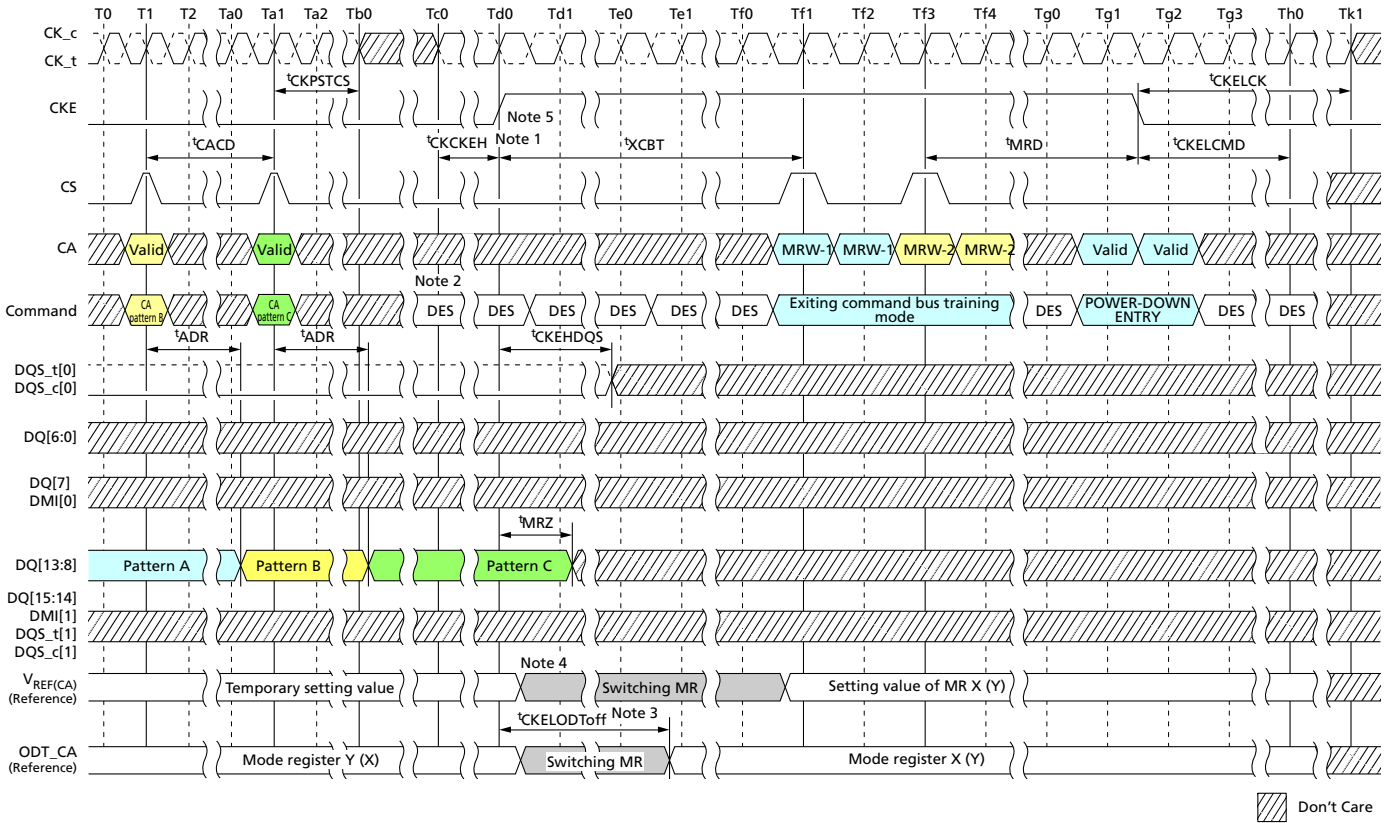 T0 T1 T2 Ta0 Ta1 Ta2 Tb0 Tc0 Td0 Td1 Te0 Te1 Tf0 Tf1 Tf2 Tf3 Tf4 Tg0 Tg1 Tg2 Tg3 Th0 Tk1
CK_c
CK_t
tCKPSTCS tCKELCK
CKE
Note 5
tCACD tCKCKEH Note 1 tXCBT tMRD tCKELCMD
CS
CA Valid Valid MRW-1 MRW-1 MRW-2 MRW-2 Valid Valid
Note 2
Command CA pattern B CA pattern C DES DES DES DES DES DES Exiting command bus training mode DES POWER-DOWN ENTRY DES DES
tADR tADR tCKEHDQS
DQS_t[0]
DQS_c[0]
DQ[6:0]
DQ[7]
DMI[0]
tMRZ
DQ[13:8] Pattern A Pattern B Pattern C
DQ[15:14]
DMI[1]
DQS_t[1]
DQS_c[1]
Note 4
VREF(CA)
(Reference)
Temporary setting value Switching MR Setting value of MR X (Y)
tCKELODToff Note 3
ODT_CA
(Reference)
Mode register Y (X) Switching MR Mode register X (Y)
Don't Care